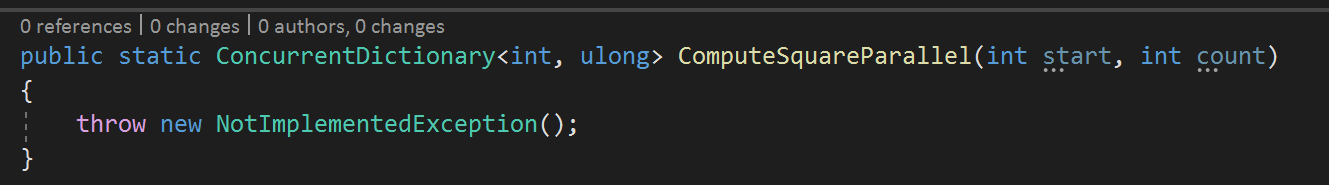 0 references | 0 changes | 0 authors, 0 changes
public static ConcurrentDictionary<int, ulong> ComputeSquareParallel(int start, int count)
{
    throw new NotImplementedException();
}